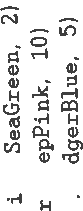 i SeaGreen, 2)
r epPink, 10)
. dgerBlue, 5)